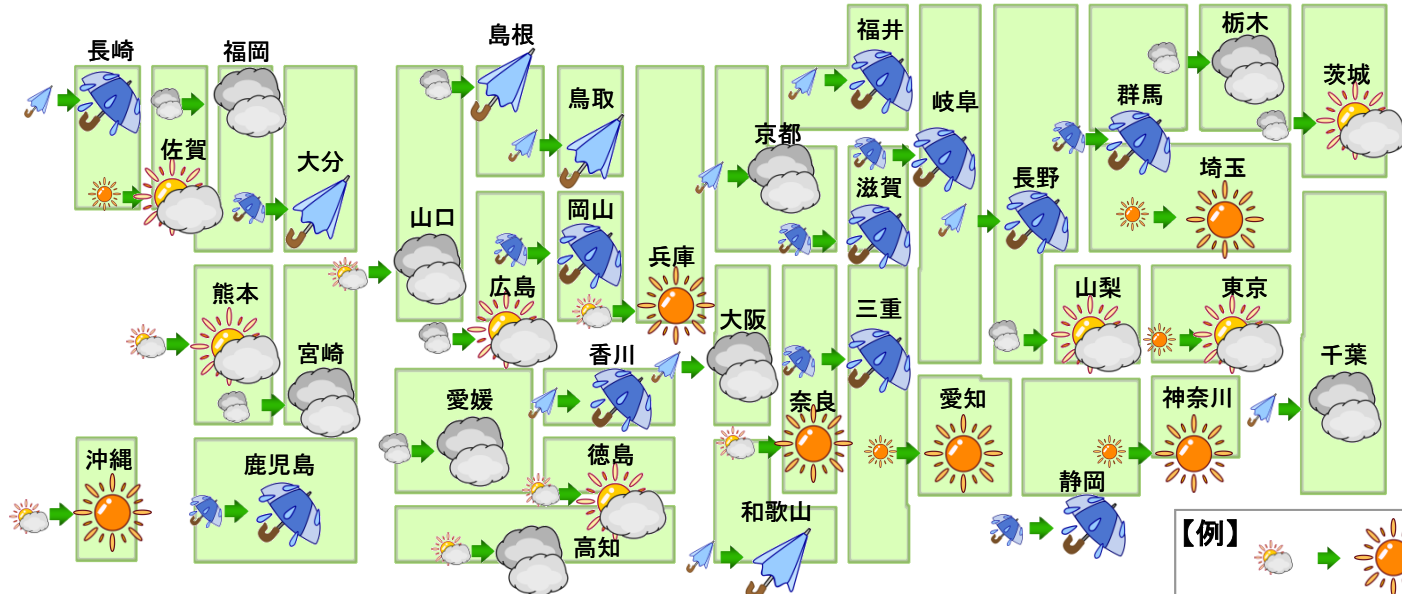 島根
福井
栃木
長崎
福岡
茨城
鳥取
群馬
岐阜
京都
佐賀
大分
長野
滋賀
埼玉
山口
岡山
兵庫
熊本
広島
山梨
東京
大阪
三重
宮崎
香川
千葉
愛媛
奈良
愛知
神奈川
沖縄
鹿児島
徳島
静岡
和歌山
高知
【例】